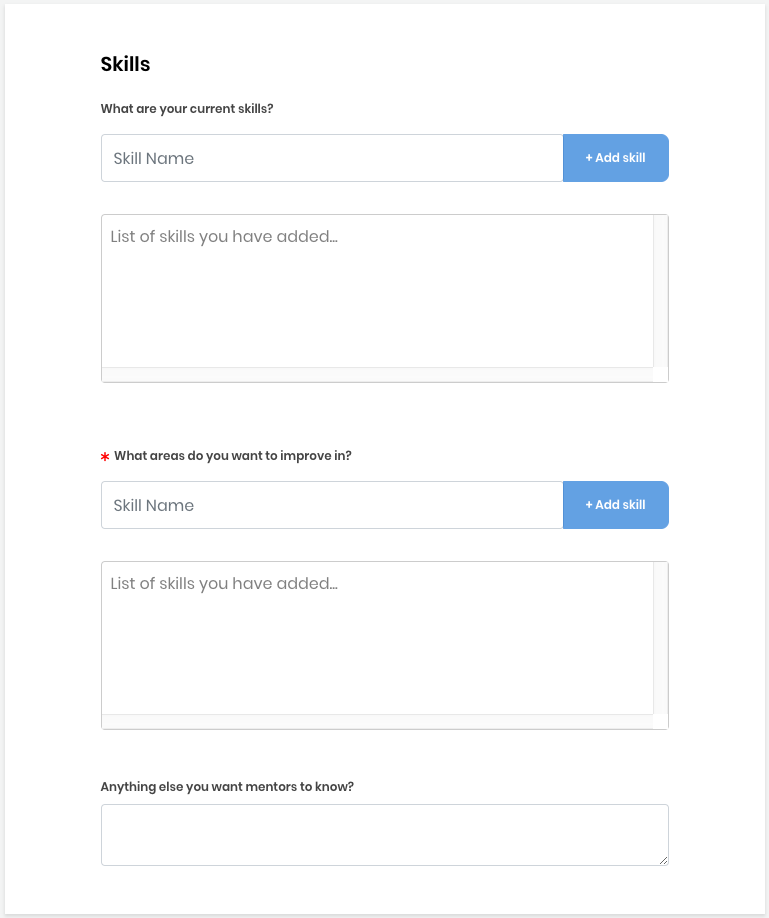 Skills
What are your current skills?
Skill Name
+ Add skill
List of skills you have added...
* What areas do you want to improve in?
Skill Name
+ Add skill
List of skills you have added...
Anything else you want mentors to know?